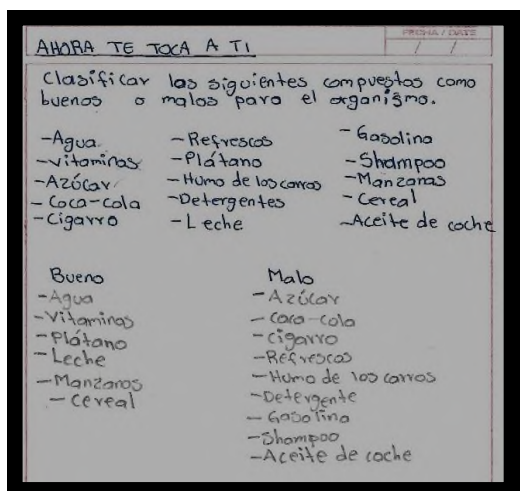 FECHA / DATE
AHORA TE TOCA A TI
Clasificar los siguientes compuestos como
buenos o malos para el organismo.
-Agua
-Vitaminas
-Azúcar
-Coca-cola
-Cigarro
-Refrescos
-Plátano
-Humo de los carros
-Detergentes
-Leche
-Gasolina
-Shampoo
-Manzanas
-Cereal
-Aceite de coche
Bueno
-Agua
-Vitaminas
-Plátano
-Leche
-Manzanas
-Cereal
Malo
-Azúcar
-Coca-cola
-Cigarro
-Refrescos
-Humo de los carros
-Detergente
-Gasolina
-Shampoo
-Aceite de coche